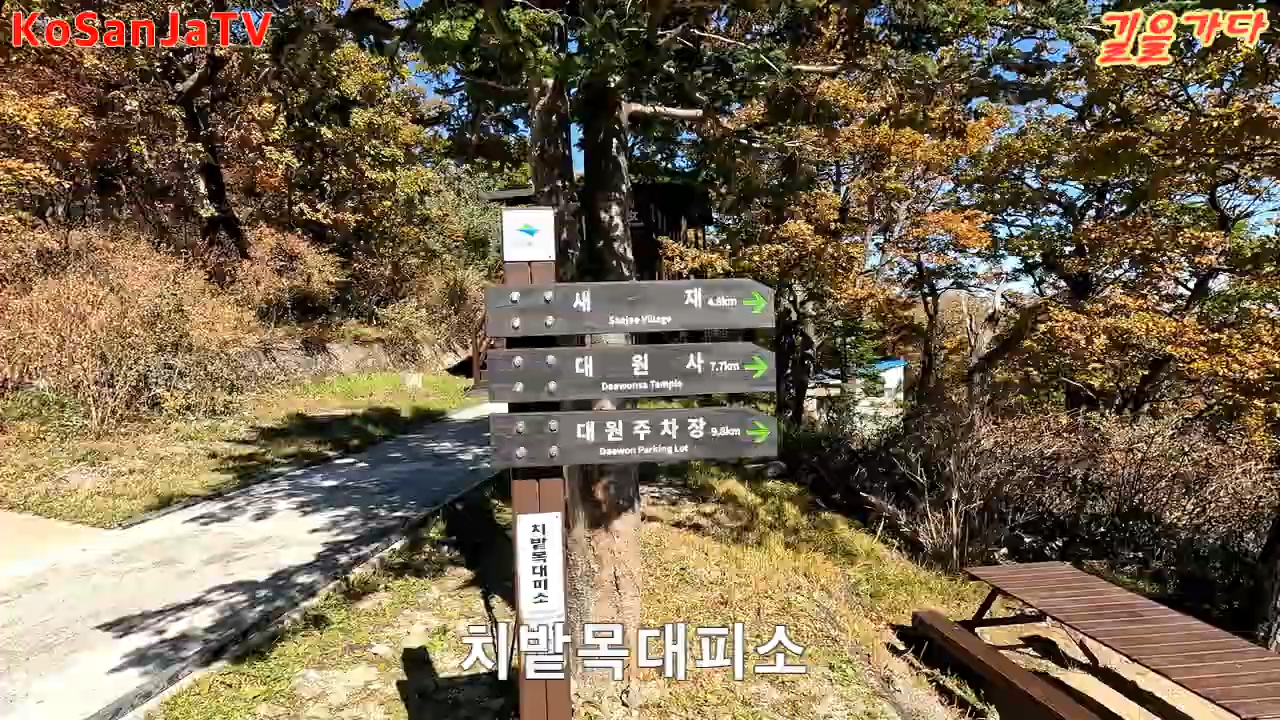 KoSanJaTV
길을가다
새 재 4.8km
Saejae Village
대 원 사 7.7km
Daewonsa Temple
대원주차장 9.8km
Daewon Parking Lot
치밭목대피소
치밭목대피소